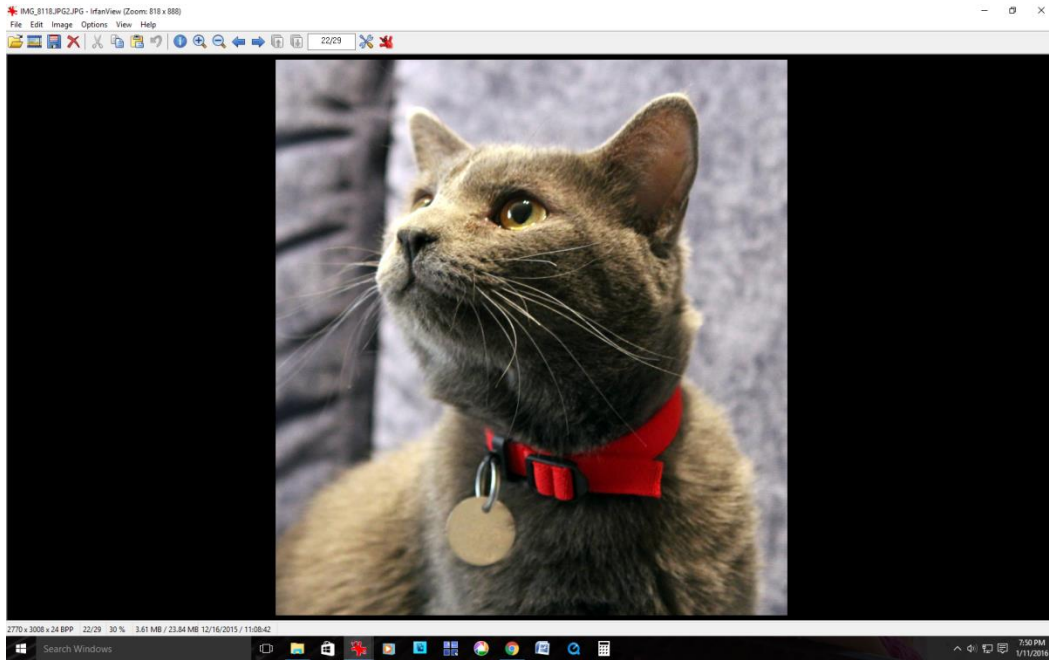 IMG_8118.JPG2.JPG - IrfanView (Zoom: 818 x 888)
File Edit Image Options View Help
22/29
2770 x 3008 x 24 BPP 22/29 30 % 3.61 MB / 23.84 MB 12/16/2015 / 11:08:42
Search Windows
7:50 PM
1/11/2016